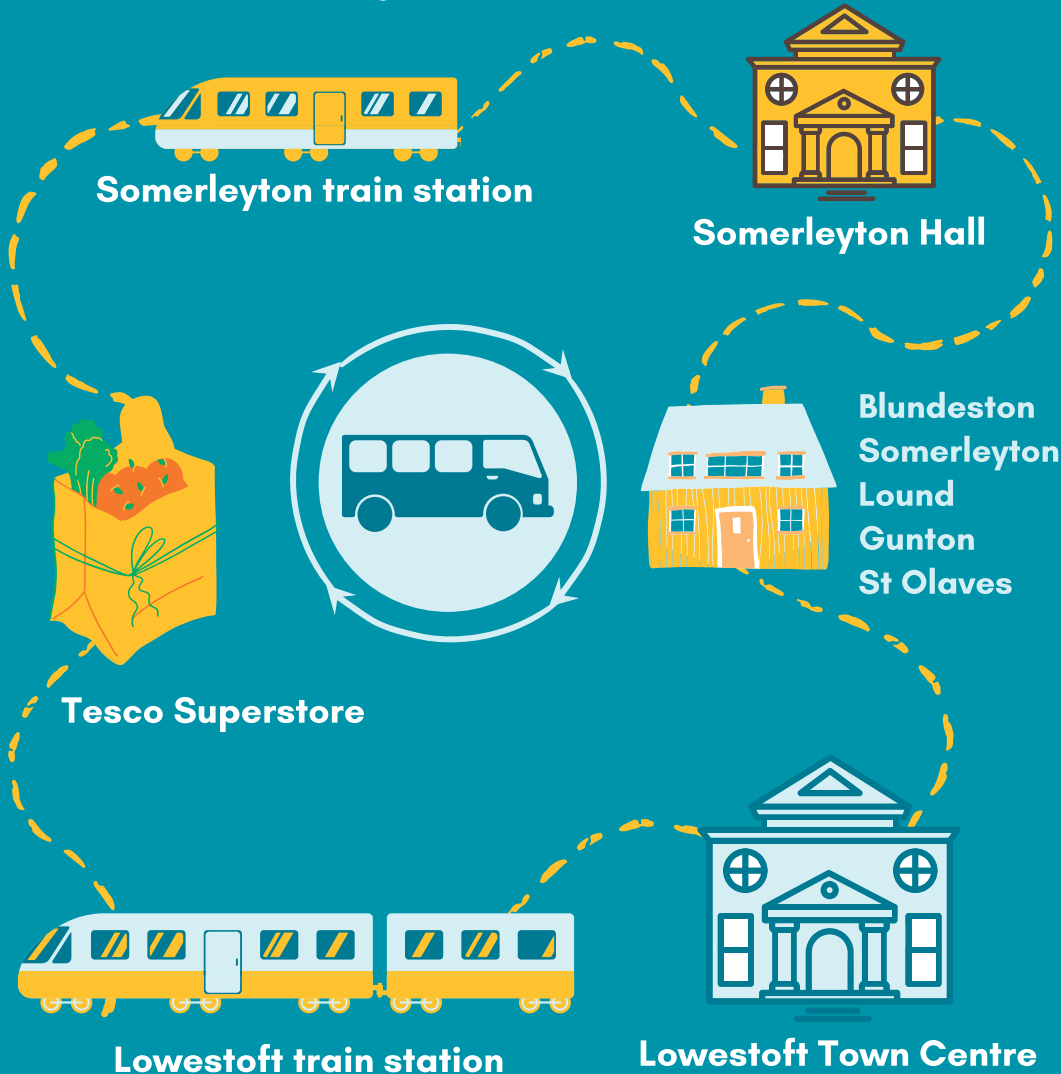 Somerleyton train station
Somerleyton Hall
Blundeston
Somerleyton
Lound
Gunton
St Olaves
Tesco Superstore
Lowestoft train station
Lowestoft Town Centre